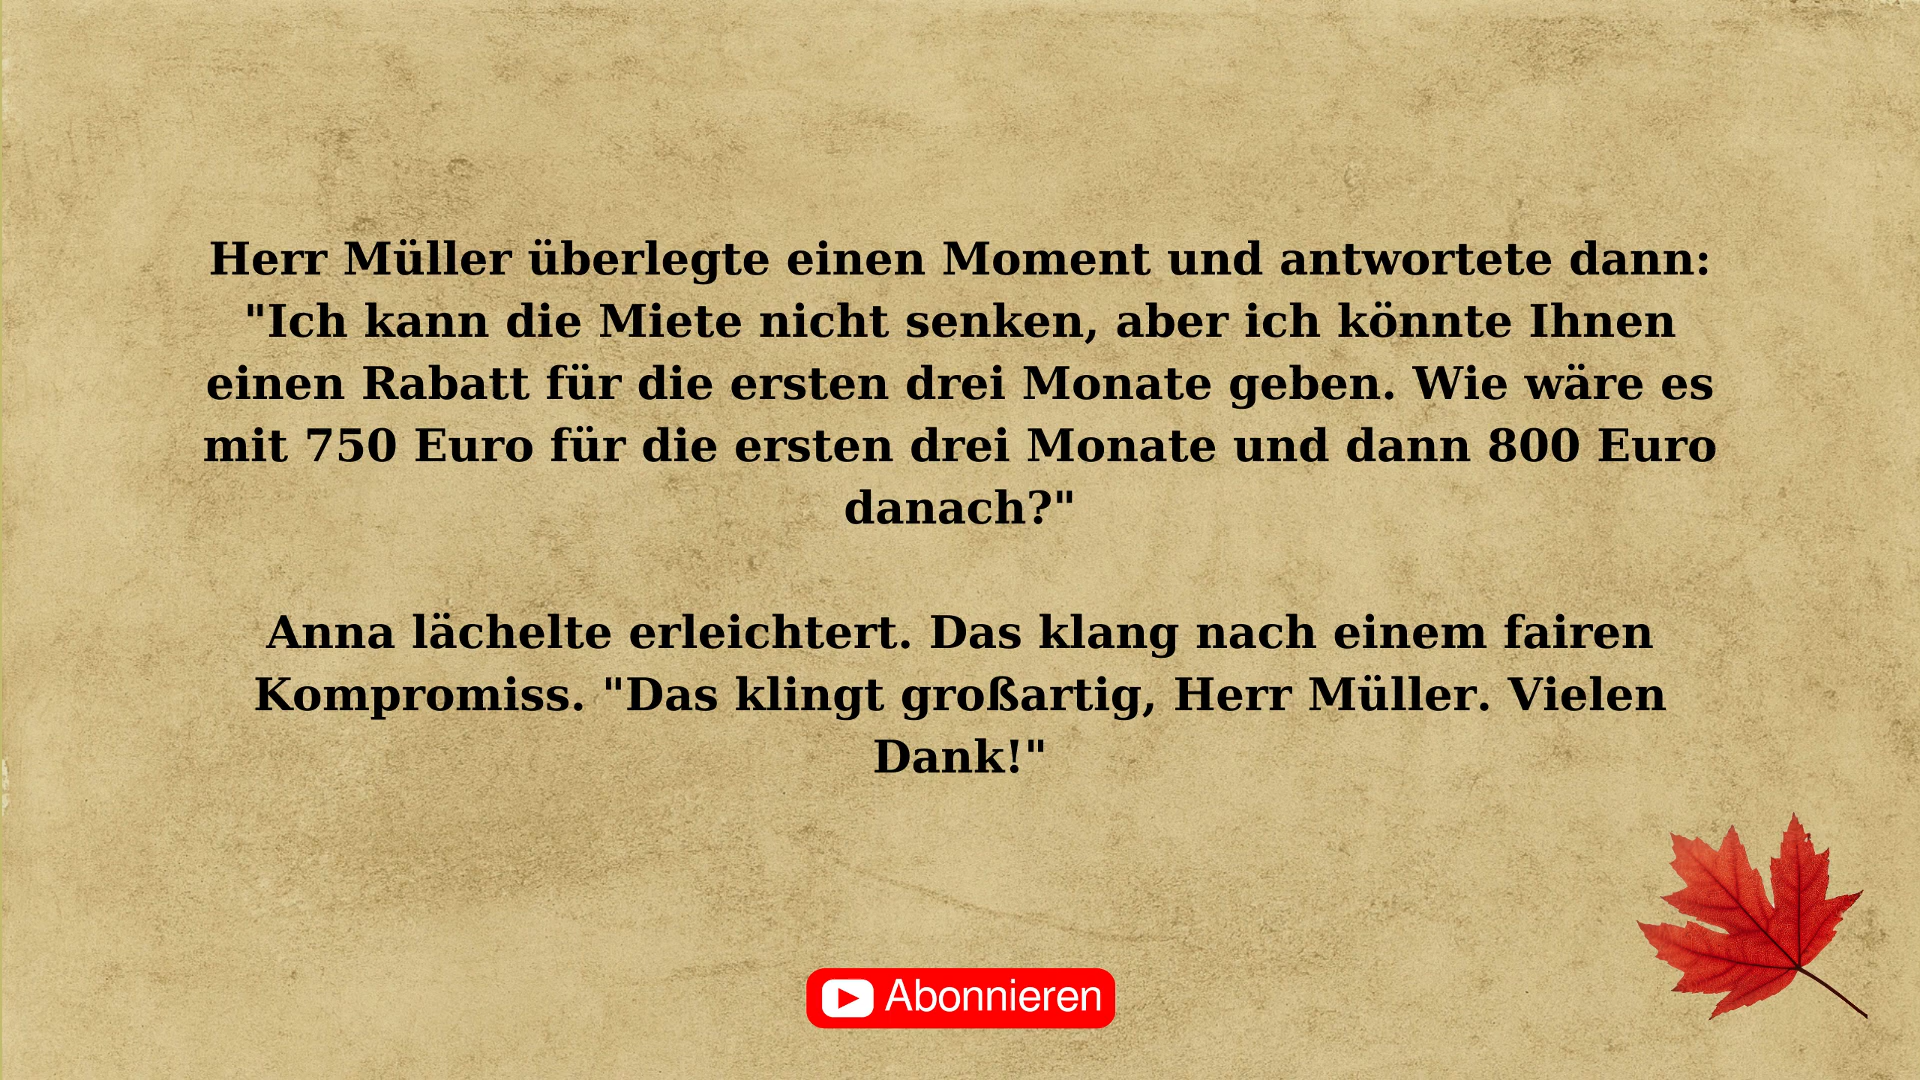 Herr Müller überlegte einen Moment und antwortete dann:
"Ich kann die Miete nicht senken, aber ich könnte Ihnen
einen Rabatt für die ersten drei Monate geben. Wie wäre es
mit 750 Euro für die ersten drei Monate und dann 800 Euro
danach?"
Anna lächelte erleichtert. Das klang nach einem fairen
Kompromiss. "Das klingt großartig, Herr Müller. Vielen
Dank!"
Abonnieren